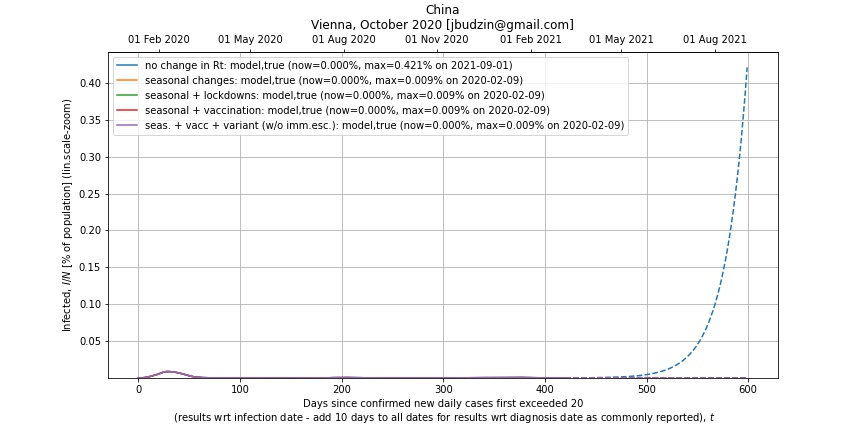 China
Vienna, October 2020 [jbudzin@gmail.com]
01 Feb 2020 01 May 2020 01 Aug 2020 01 Nov 2020 01 Feb 2021 01 May 2021 01 Aug 2021
no change in Rt: model,true (now=0.000%, max=0.421% on 2021-09-01)
seasonal changes: model,true (now=0.000%, max=0.009% on 2020-02-09)
seasonal + lockdowns: model,true (now=0.000%, max=0.009% on 2020-02-09)
seasonal + vaccination: model,true (now=0.000%, max=0.009% on 2020-02-09)
seas. + vacc + variant (w/o imm.esc.): model,true (now=0.000%, max=0.009% on 2020-02-09)
Infected, I/N [% of population] (lin.scale-zoom)
0.40
0.35
0.30
0.25
0.20
0.15
0.10
0.05
0 100 200 300 400 500 600
Days since confirmed new daily cases first exceeded 20
(results wrt infection date - add 10 days to all dates for results wrt diagnosis date as commonly reported), t